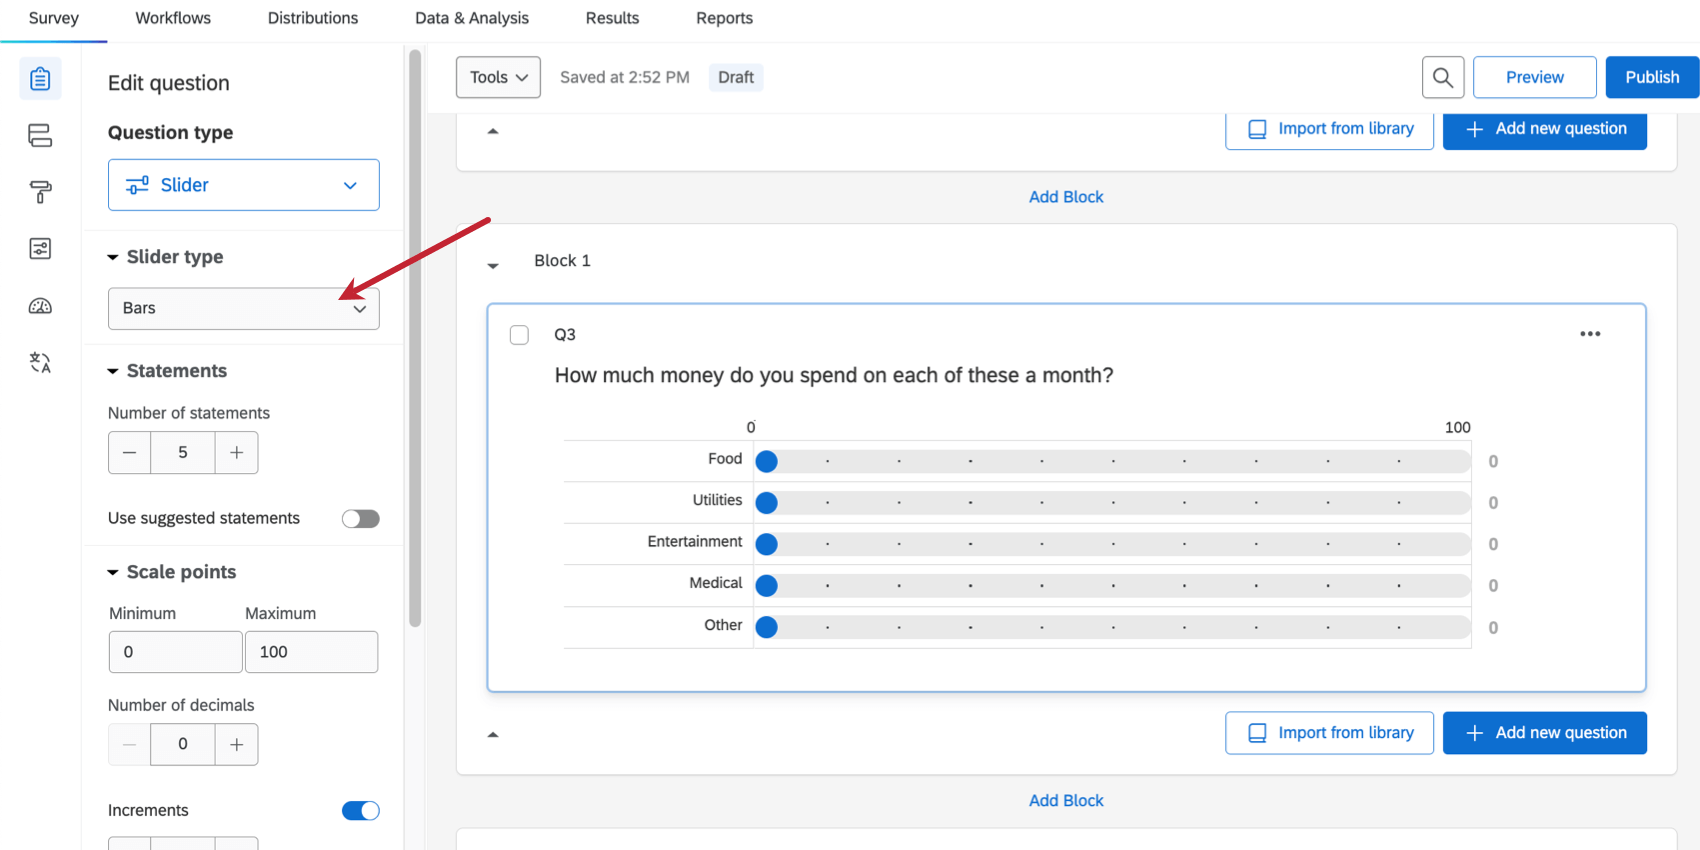 Survey Workflows Distributions Data & Analysis Results Reports
Edit question
Question type
Slider
Slider type
Bars
Statements
Number of statements
5
Use suggested statements
Scale points
Minimum Maximum
0 100
Number of decimals
0
Increments
Tools Saved at 2:52 PM Draft Preview Publish
Import from library + Add new question
Add Block
Block 1
Q3
How much money do you spend on each of these a month?
0 100
Food 0
Utilities 0
Entertainment 0
Medical 0
Other 0
Import from library + Add new question
Add Block